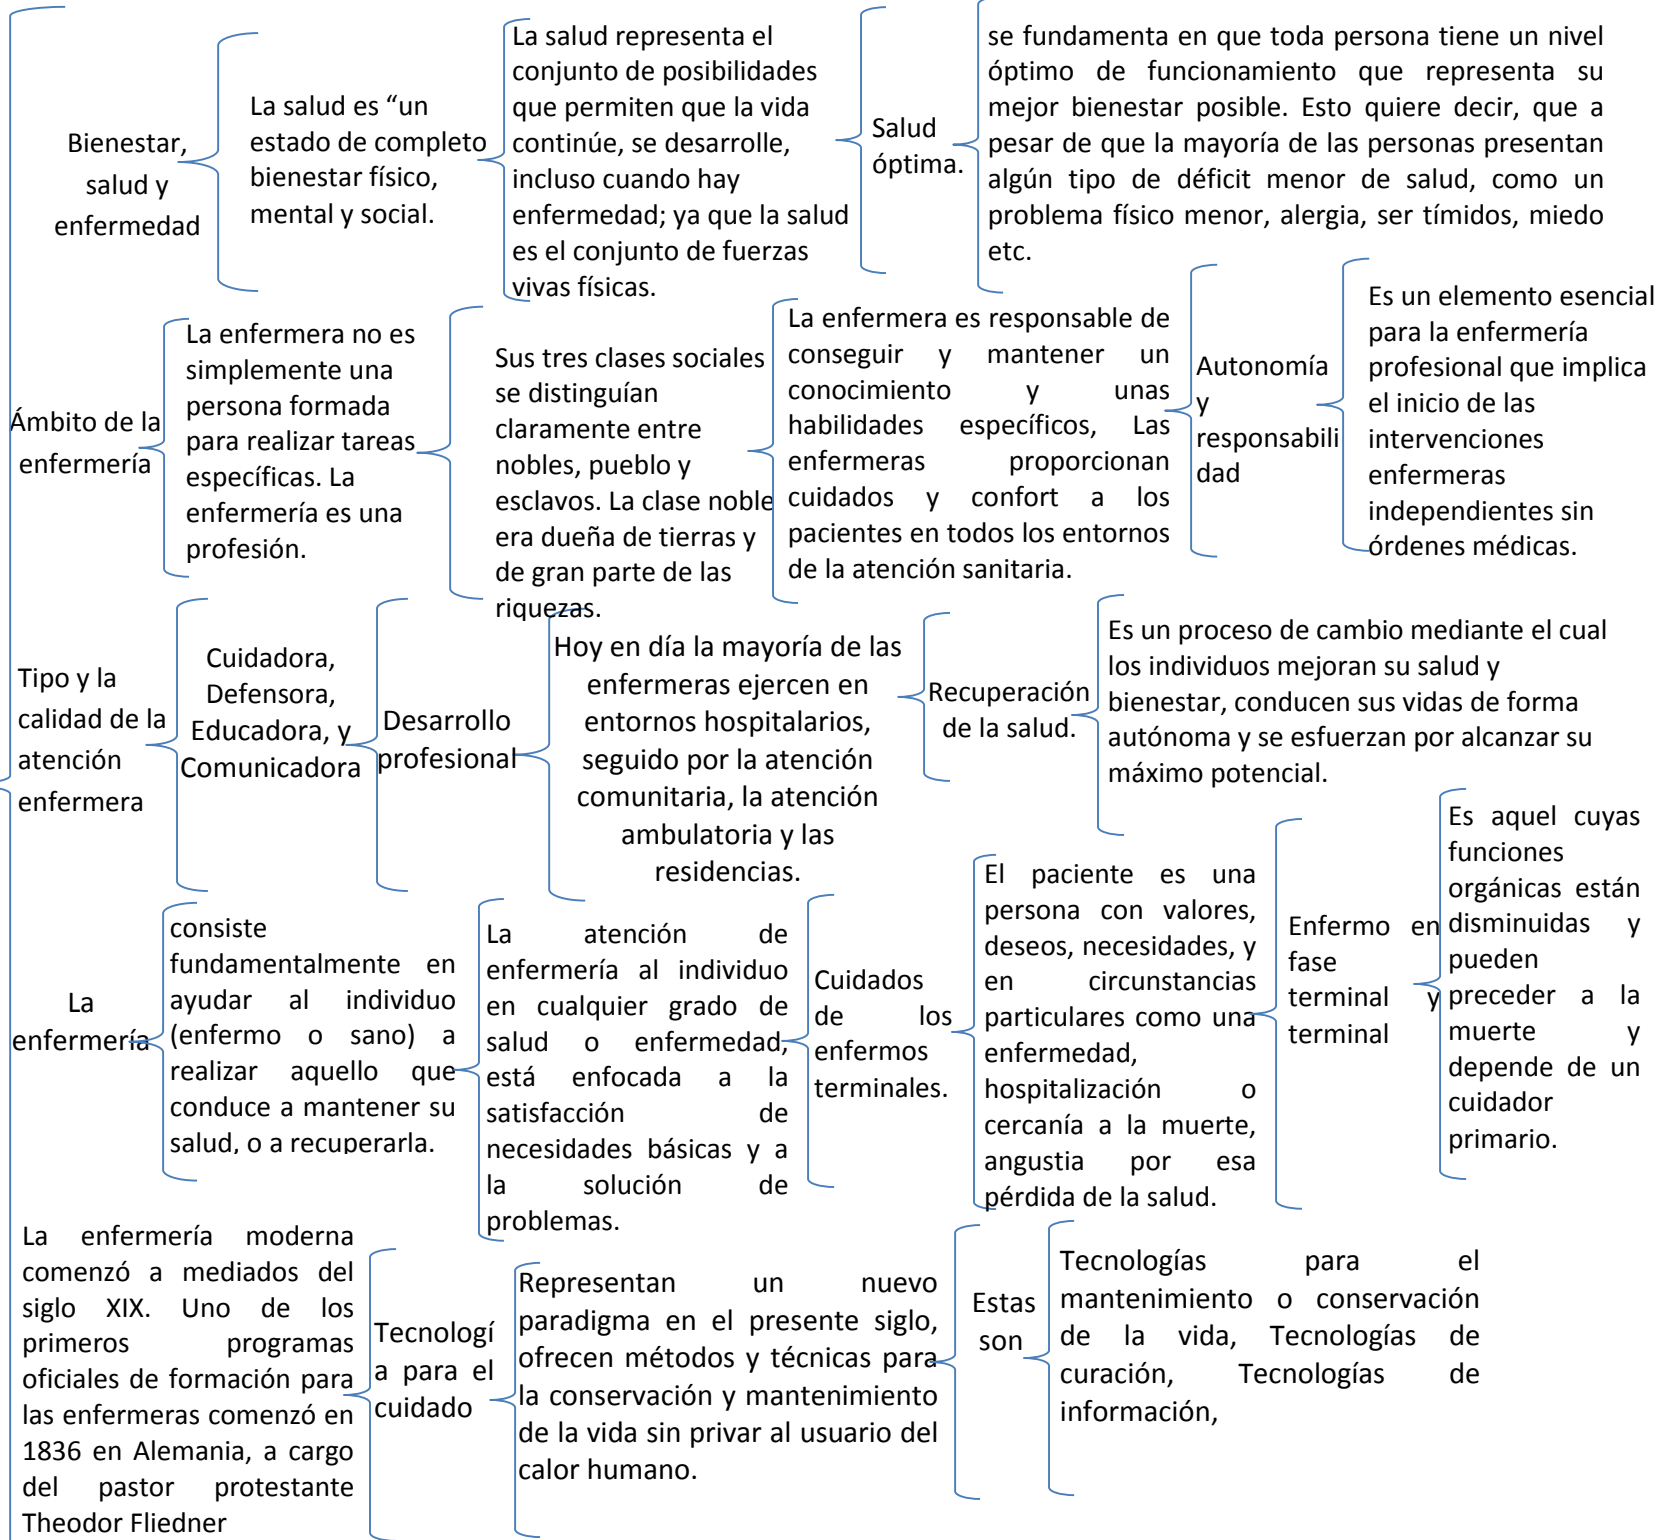 Bienestar,
salud y
enfermedad
La salud es “un
estado de completo
bienestar físico,
mental y social.
La salud representa el
conjunto de posibilidades
que permiten que la vida
continúe, se desarrolle,
incluso cuando hay
enfermedad; ya que la salud
es el conjunto de fuerzas
vivas físicas.
Salud
óptima.
se fundamenta en que toda persona tiene un nivel
óptimo de funcionamiento que representa su
mejor bienestar posible. Esto quiere decir, que a
pesar de que la mayoría de las personas presentan
algún tipo de déficit menor de salud, como un
problema físico menor, alergia, ser tímidos, miedo
etc.
Ámbito de la
enfermería
La enfermera no es
simplemente una
persona formada
para realizar tareas
específicas. La
enfermería es una
profesión.
Sus tres clases sociales
se distinguían
claramente entre
nobles, pueblo y
esclavos. La clase noble
era dueña de tierras y
de gran parte de las
riquezas.
La enfermera es responsable de
conseguir y mantener un
conocimiento y unas
habilidades específicos, Las
enfermeras proporcionan
cuidados y confort a los
pacientes en todos los entornos
de la atención sanitaria.
Autonomía
y
responsabili
dad
Es un elemento esencial
para la enfermería
profesional que implica
el inicio de las
intervenciones
enfermeras
independientes sin
órdenes médicas.
Tipo y la
calidad de la
atención
enfermera
Cuidadora,
Defensora,
Educadora, y
Comunicadora
Desarrollo
profesional
Hoy en día la mayoría de las
enfermeras ejercen en
entornos hospitalarios,
seguido por la atención
comunitaria, la atención
ambulatoria y las
residencias.
Recuperación
de la salud.
Es un proceso de cambio mediante el cual
los individuos mejoran su salud y
bienestar, conducen sus vidas de forma
autónoma y se esfuerzan por alcanzar su
máximo potencial.
La
enfermería
consiste
fundamentalmente en
ayudar al individuo
(enfermo o sano) a
realizar aquello que
conduce a mantener su
salud, o a recuperarla.
La atención de
enfermería al individuo
en cualquier grado de
salud o enfermedad,
está enfocada a la
satisfacción de
necesidades básicas y a
la solución de
problemas.
Cuidados
de los
enfermos
terminales.
El paciente es una
persona con valores,
deseos, necesidades, y
en circunstancias
particulares como una
enfermedad,
hospitalización o
cercanía a la muerte,
angustia por esa
pérdida de la salud.
Enfermo en
fase
terminal y
terminal
Es aquel cuyas
funciones
orgánicas están
disminuidas y
pueden
preceder a la
muerte y
depende de un
cuidador
primario.
La enfermería moderna
comenzó a mediados del
siglo XIX. Uno de los
primeros programas
oficiales de formación para
las enfermeras comenzó en
1836 en Alemania, a cargo
del pastor protestante
Theodor Fliedner
Tecnologí
a para el
cuidado
Representan un nuevo
paradigma en el presente siglo,
ofrecen métodos y técnicas para
la conservación y mantenimiento
de la vida sin privar al usuario del
calor humano.
Estas
son
Tecnologías para el
mantenimiento o conservación
de la vida, Tecnologías de
curación, Tecnologías de
información,